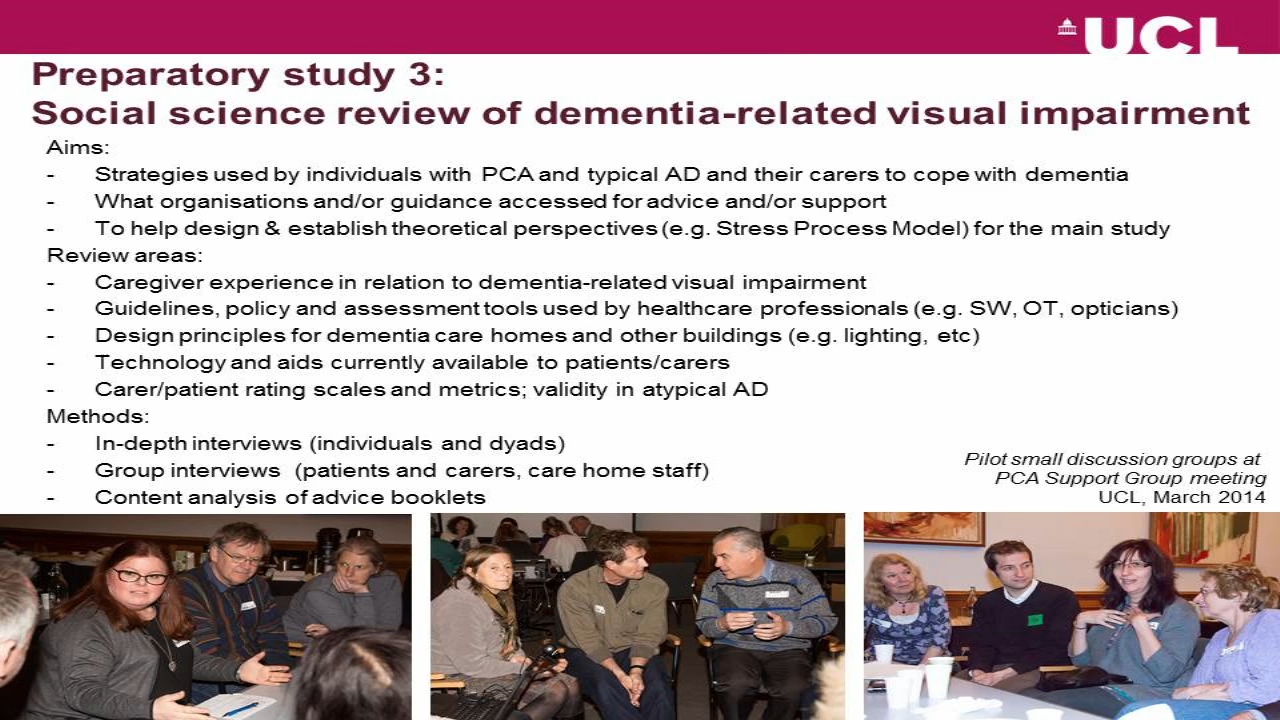 UCL
Preparatory study 3:
Social science review of dementia-related visual impairment
Aims:
- Strategies used by individuals with PCA and typical AD and their carers to cope with dementia
- What organisations and/or guidance accessed for advice and/or support
- To help design & establish theoretical perspectives (e.g. Stress Process Model) for the main study
Review areas:
- Caregiver experience in relation to dementia-related visual impairment
- Guidelines, policy and assessment tools used by healthcare professionals (e.g. SW, OT, opticians)
- Design principles for dementia care homes and other buildings (e.g. lighting, etc)
- Technology and aids currently available to patients/carers
- Carer/patient rating scales and metrics; validity in atypical AD
Methods:
- In-depth interviews (individuals and dyads)
- Group interviews (patients and carers, care home staff)
- Content analysis of advice booklets
Pilot small discussion groups at
PCA Support Group meeting
UCL, March 2014